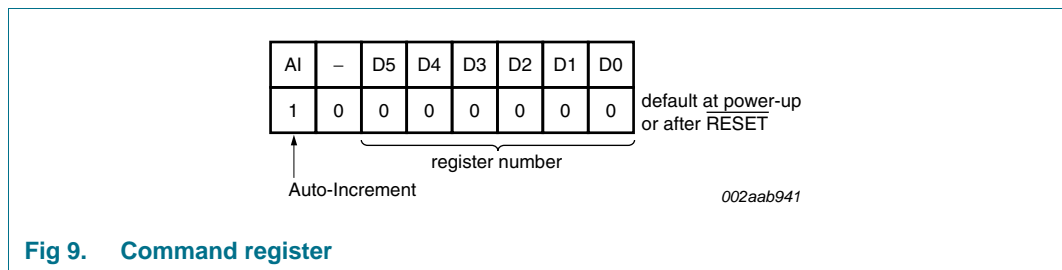 AI – D5 D4 D3 D2 D1 D0
1 0 0 0 0 0 0 0
default at power-up
or after RESET
register number
Auto-Increment
002aab941
Fig 9. Command register